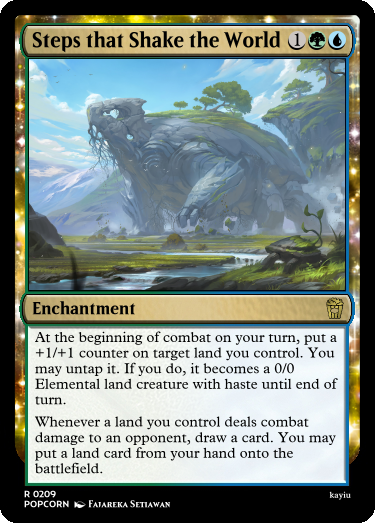 Steps that Shake the World 1
Enchantment
At the beginning of combat on your turn, put a
+1/+1 counter on target land you control. You
may untap it. If you do, it becomes a 0/0
Elemental land creature with haste until end of
turn.
Whenever a land you control deals combat
damage to an opponent, draw a card. You may
put a land card from your hand onto the
battlefield.
R 0209
kayiu
POPCORN Fajareka Setiawan